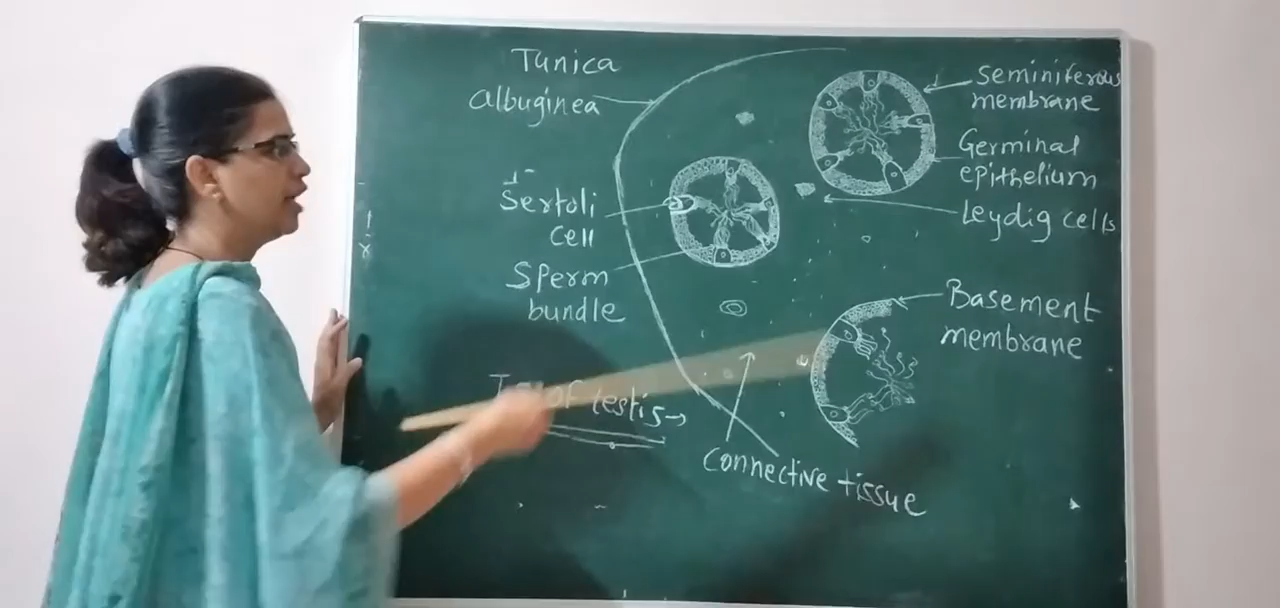 Tunica
albuginea
Sertoli
cell
Sperm
bundle
of testis→
seminiferous
membrane
Germinal
epithelium
Leydig cells
Basement
membrane
Connective tissue